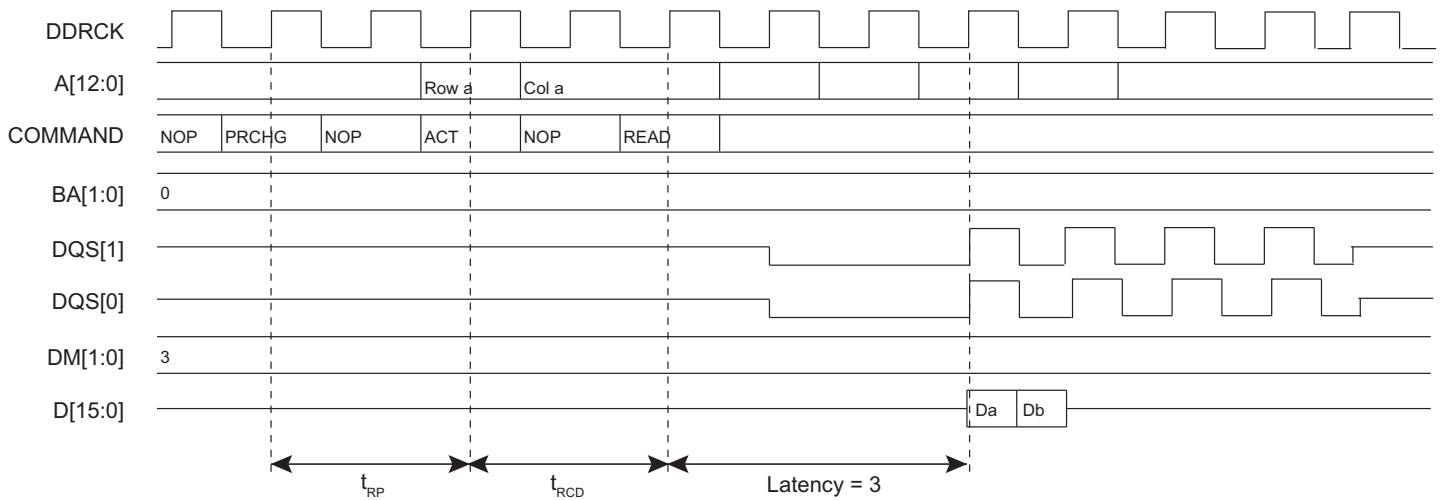 DDRCK
A[12:0] Row a Col a
COMMAND NOP PRCHG NOP ACT NOP READ
BA[1:0] 0
DQS[1]
DQS[0]
DM[1:0] 3
D[15:0] Da Db
tRP tRCD Latency = 3